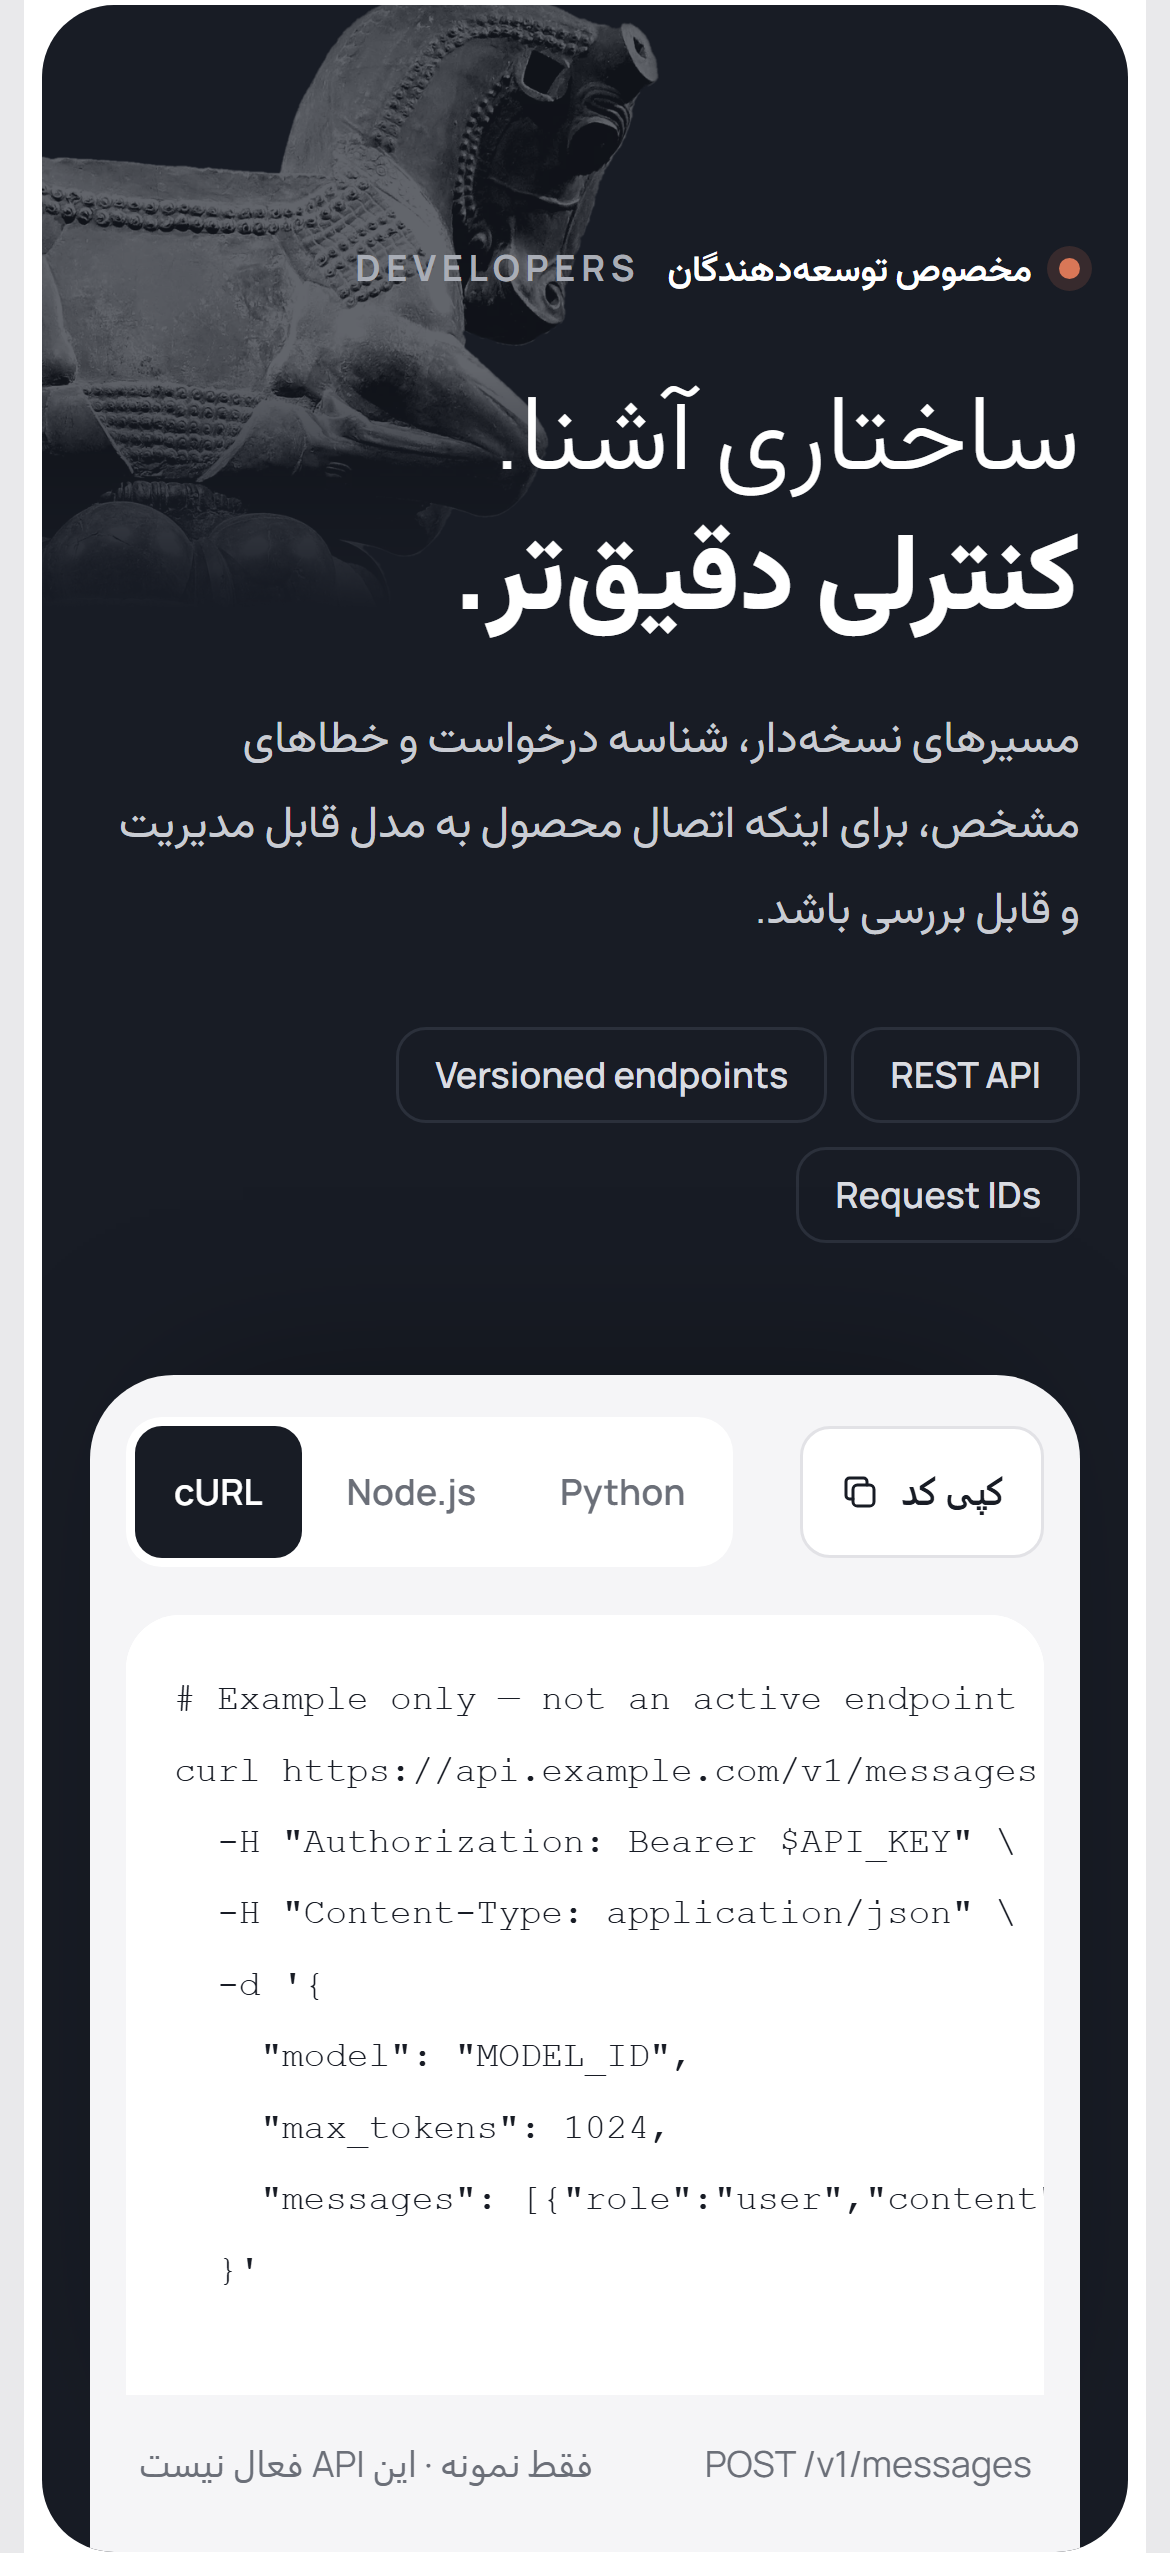 مخصوص توسعه‌دهندگان DEVELOPERS
ساختاری آشنا.
کنترلی دقیق‌تر.
مسیرهای نسخه‌دار، شناسه درخواست و خطاهای
مشخص، برای اینکه اتصال محصول به مدل قابل مدیریت
و قابل بررسی باشد.
REST API
Versioned endpoints
Request IDs
کپی کد
cURL Node.js Python
# Example only — not an active endpoint
curl https://api.example.com/v1/messages
  -H "Authorization: Bearer $API_KEY" \
  -H "Content-Type: application/json" \
  -d '{
    "model": "MODEL_ID",
    "max_tokens": 1024,
    "messages": [{"role":"user","content"
  }'
POST /v1/messages
فقط نمونه · این API فعال نیست